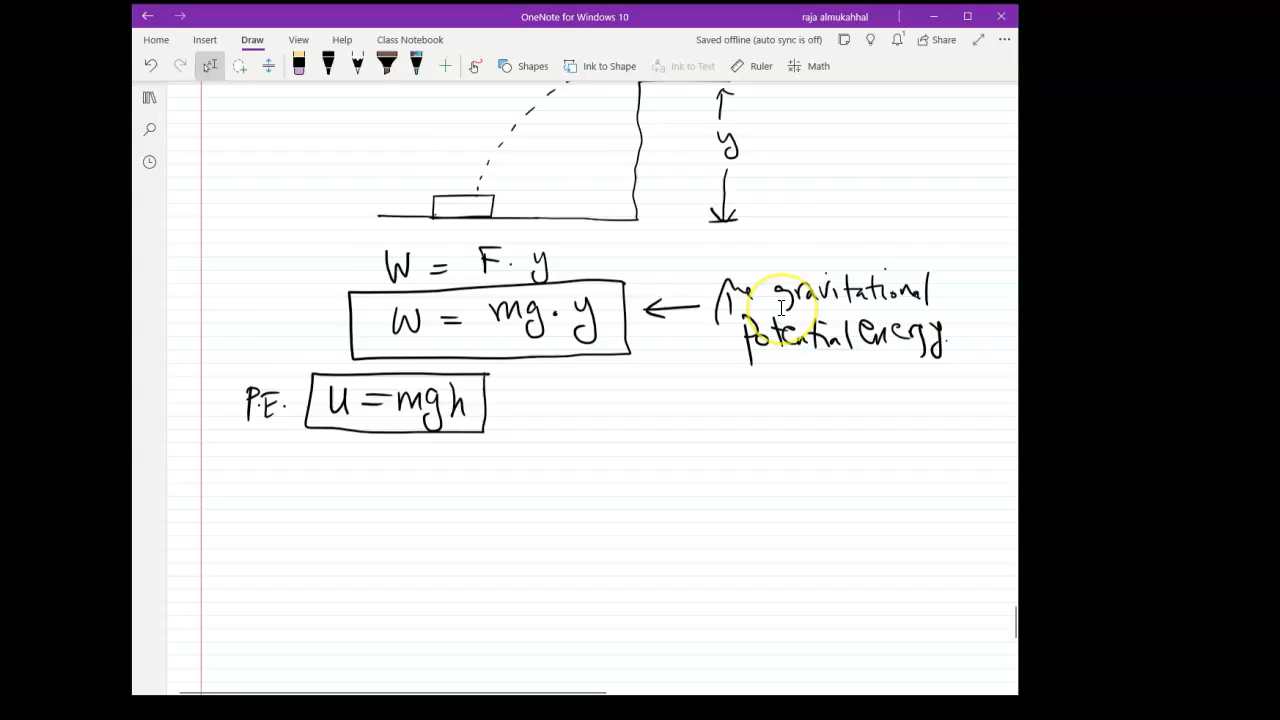 OneNote for Windows 10
raja almukahhal
Home Insert Draw View Help Class Notebook
Saved offline (auto sync is off)
1
Share
Shapes
Ink to Shape
Ink to Text
Ruler
Math
y
W = F · y
W = mg · y
The gravitational
potential energy.
P.E. U = mgh